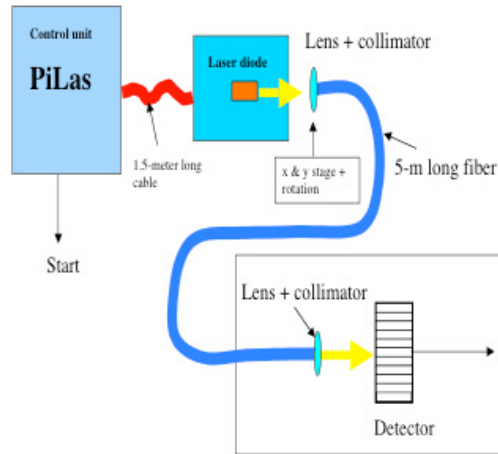 Control unit
PiLas
Laser diode
Lens + collimator
1.5-meter long
cable
x & y stage +
rotation
5-m long fiber
Start
Lens + collimator
Detector